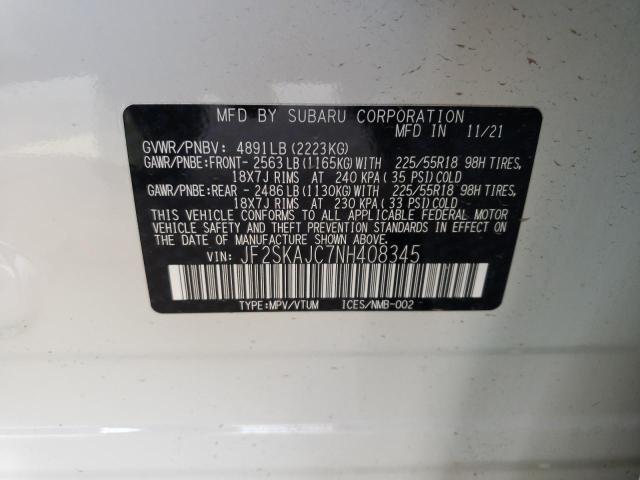 MFD BY SUBARU CORPORATION
MFD IN 11/21
GVWR/PNBV: 4891LB (2223KG)
GAWR/PNBE:FRONT- 2563LB (1165KG)WITH 225/55R18 98H TIRES,
18X7J RIMS AT 240 KPA ( 35 PSI)COLD
GAWR/PNBE:REAR - 2486LB (1130KG)WITH 225/55R18 98H TIRES,
18X7J RIMS AT 230 KPA ( 33 PSI)COLD
THIS VEHICLE CONFORMS TO ALL APPLICABLE FEDERAL MOTOR
VEHICLE SAFETY AND THEFT PREVENTION STANDARDS IN EFFECT
ON THE DATE OF MANUFACTURE SHOWN ABOVE.
VIN: JF2SKAJC7NH408345
TYPE:MPV/VTUM ICES/NMB-002